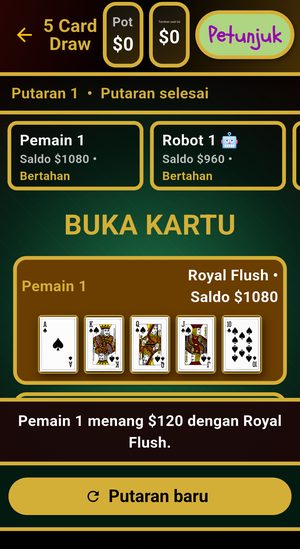 5 Card
Draw
Pot
$0
$0
Petunjuk
Putaran 1 • Putaran selesai
Pemain 1
Saldo $1080 •
Bertahan
Robot 1 🤖
Saldo $960 •
Bertahan
BUKA KARTU
Pemain 1
Royal Flush •
Saldo $1080
A
K
Q
J
10
Pemain 1 menang $120 dengan Royal
Flush.
Putaran baru